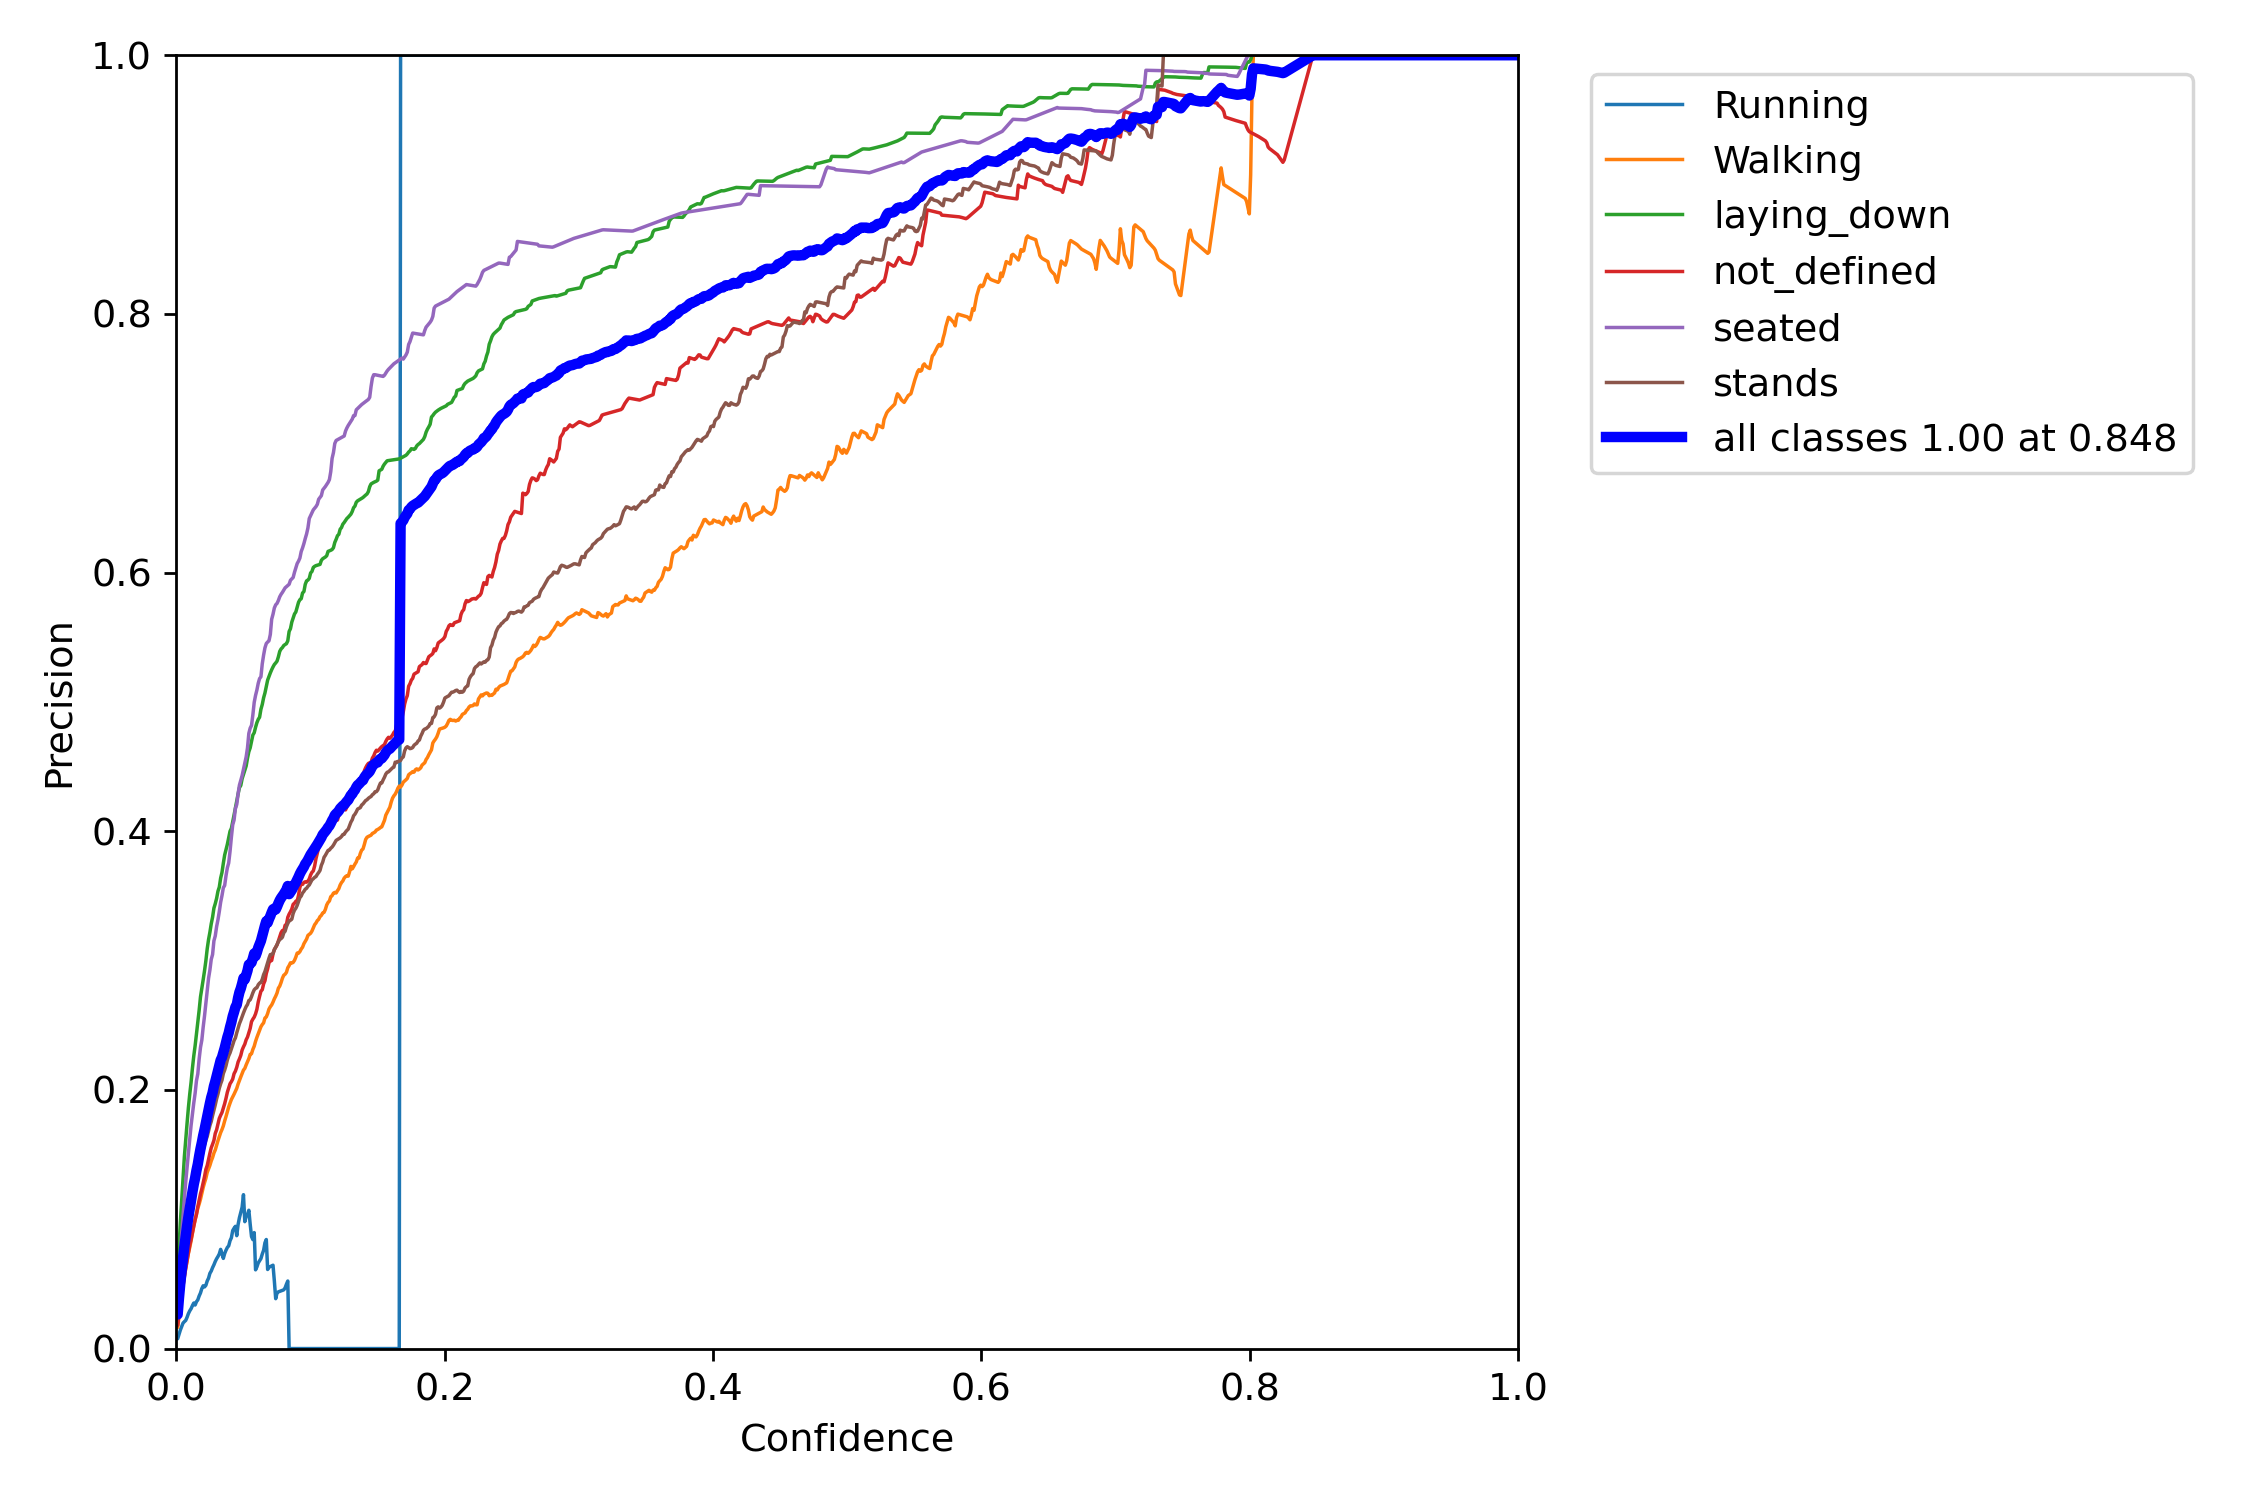 1.0
0.8
0.6
0.4
0.2
0.0
Precision
0.0 0.2 0.4 0.6 0.8 1.0
Confidence
Running
Walking
laying_down
not_defined
seated
stands
all classes 1.00 at 0.848